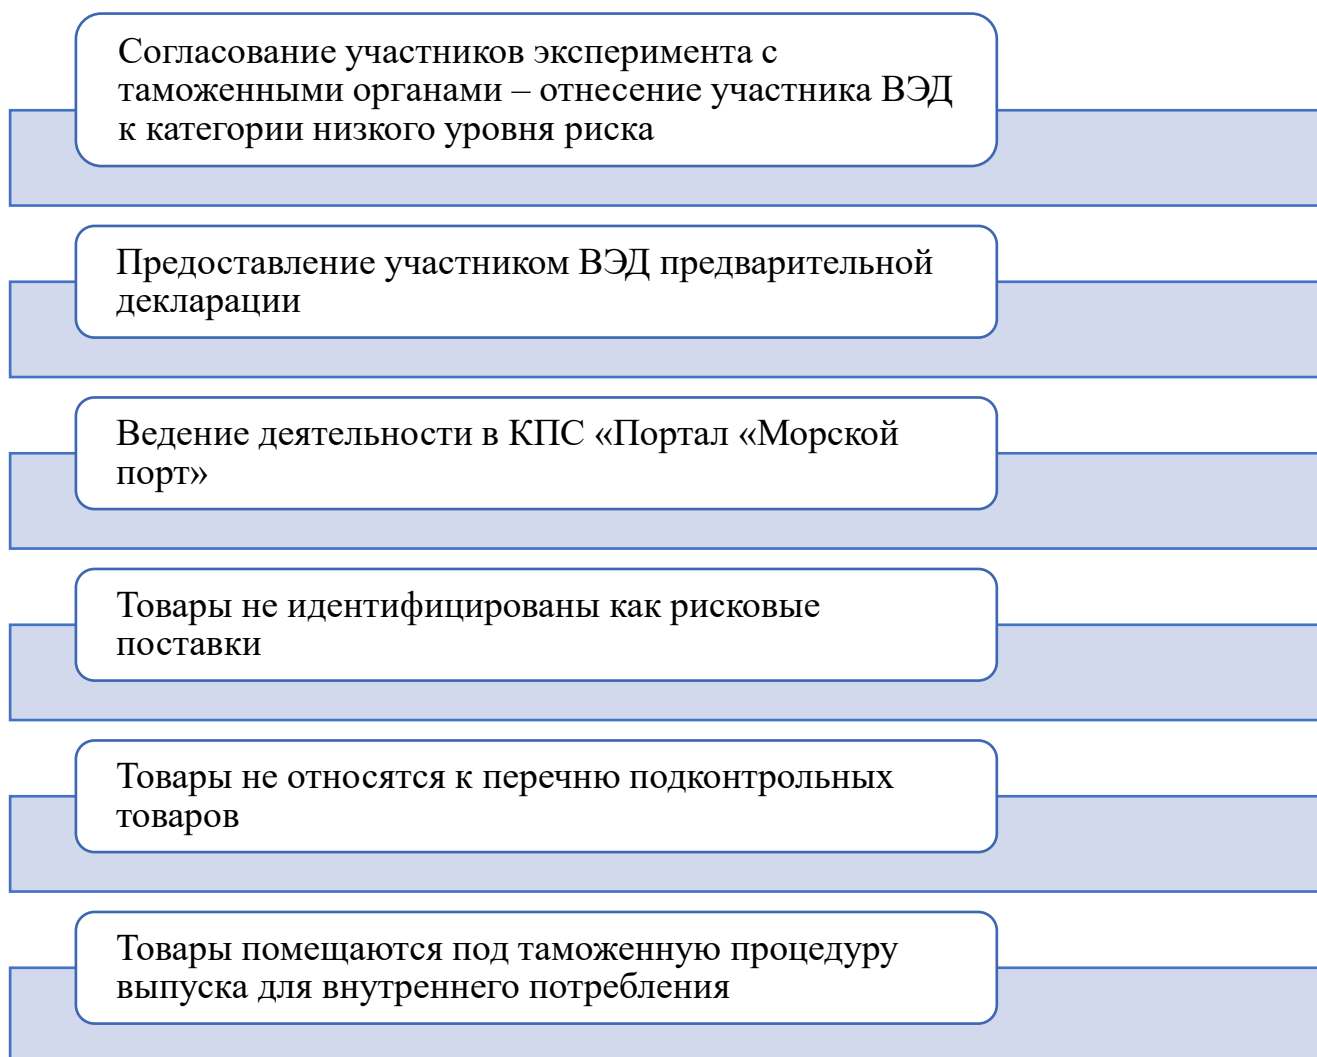 Согласование участников эксперимента с
таможенными органами – отнесение участника ВЭД
к категории низкого уровня риска
Предоставление участником ВЭД предварительной
декларации
Ведение деятельности в КПС «Портал «Морской
порт»
Товары не идентифицированы как рисковые
поставки
Товары не относятся к перечню подконтрольных
товаров
Товары помещаются под таможенную процедуру
выпуска для внутреннего потребления